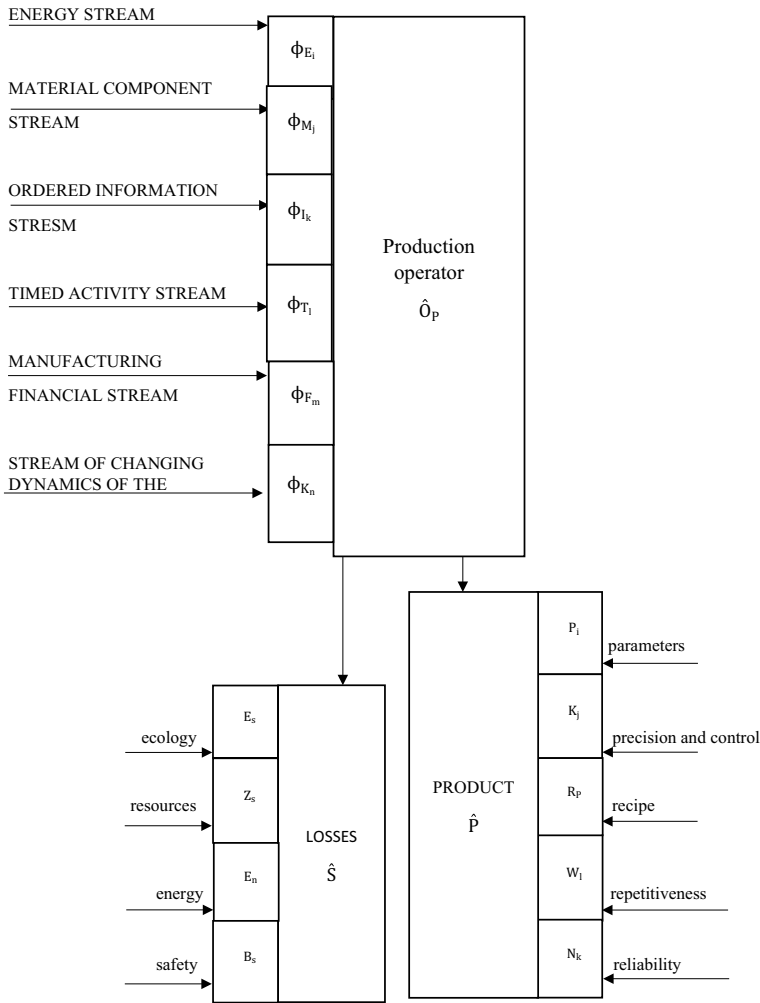 ENERGY STREAM
ϕEᵢ
MATERIAL COMPONENT
STREAM
ϕMⱼ
ORDERED INFORMATION
STRESM
ϕIₖ
TIMED ACTIVITY STREAM
ϕTₗ
MANUFACTURING
FINANCIAL STREAM
ϕFₘ
STREAM OF CHANGING
DYNAMICS OF THE
ϕKₙ
Production
operator
Ôₚ
Eₛ
ecology
Zₛ
resources
Eₙ
energy
Bₛ
safety
LOSSES
Ŝ
PRODUCT
P̂
Pᵢ
parameters
Kⱼ
precision and control
Rₚ
recipe
Wₗ
repetitiveness
Nₖ
reliability